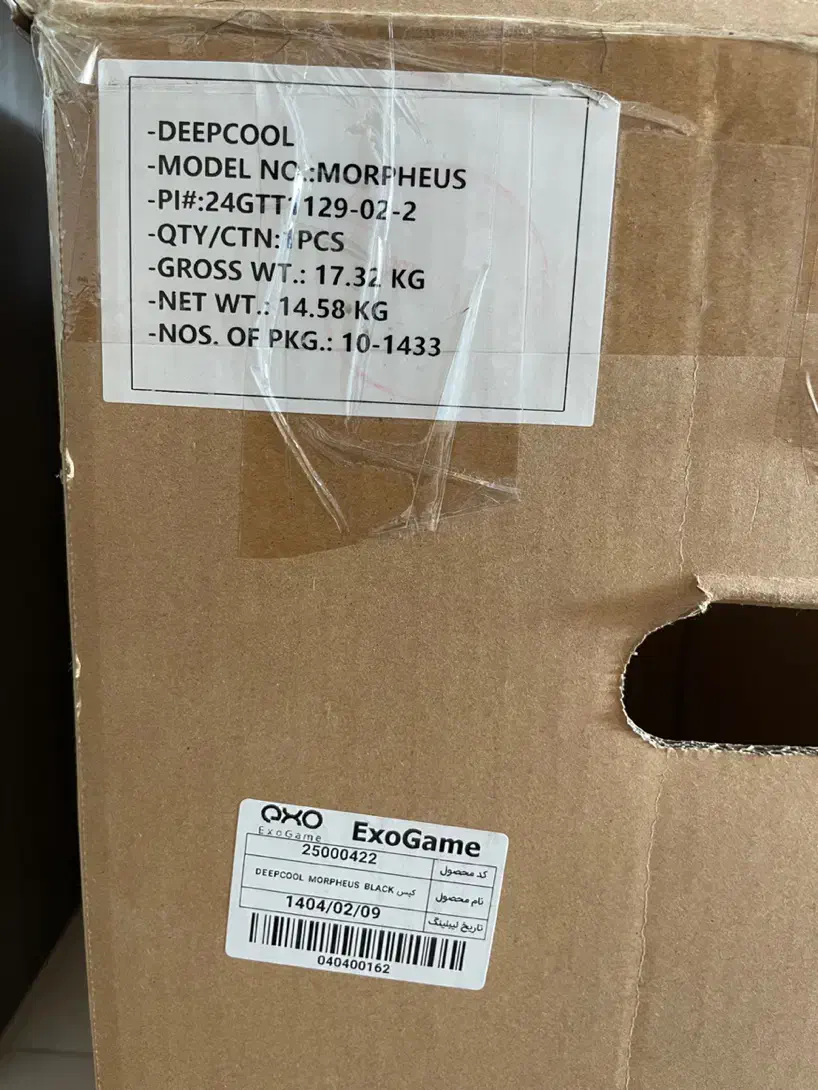 -DEEPCOOL
-MODEL NO.:MORPHEUS
-PI#:24GTT1129-02-2
-QTY/CTN:1PCS
-GROSS WT.: 17.32 KG
-NET WT.: 14.58 KG
-NOS. OF PKG.: 10-1433
exo
ExoGame
ExoGame
25000422 کد محصول
کیس DEEPCOOL MORPHEUS BLACK نام محصول
1404/02/09 تاریخ لیبلینگ
040400162